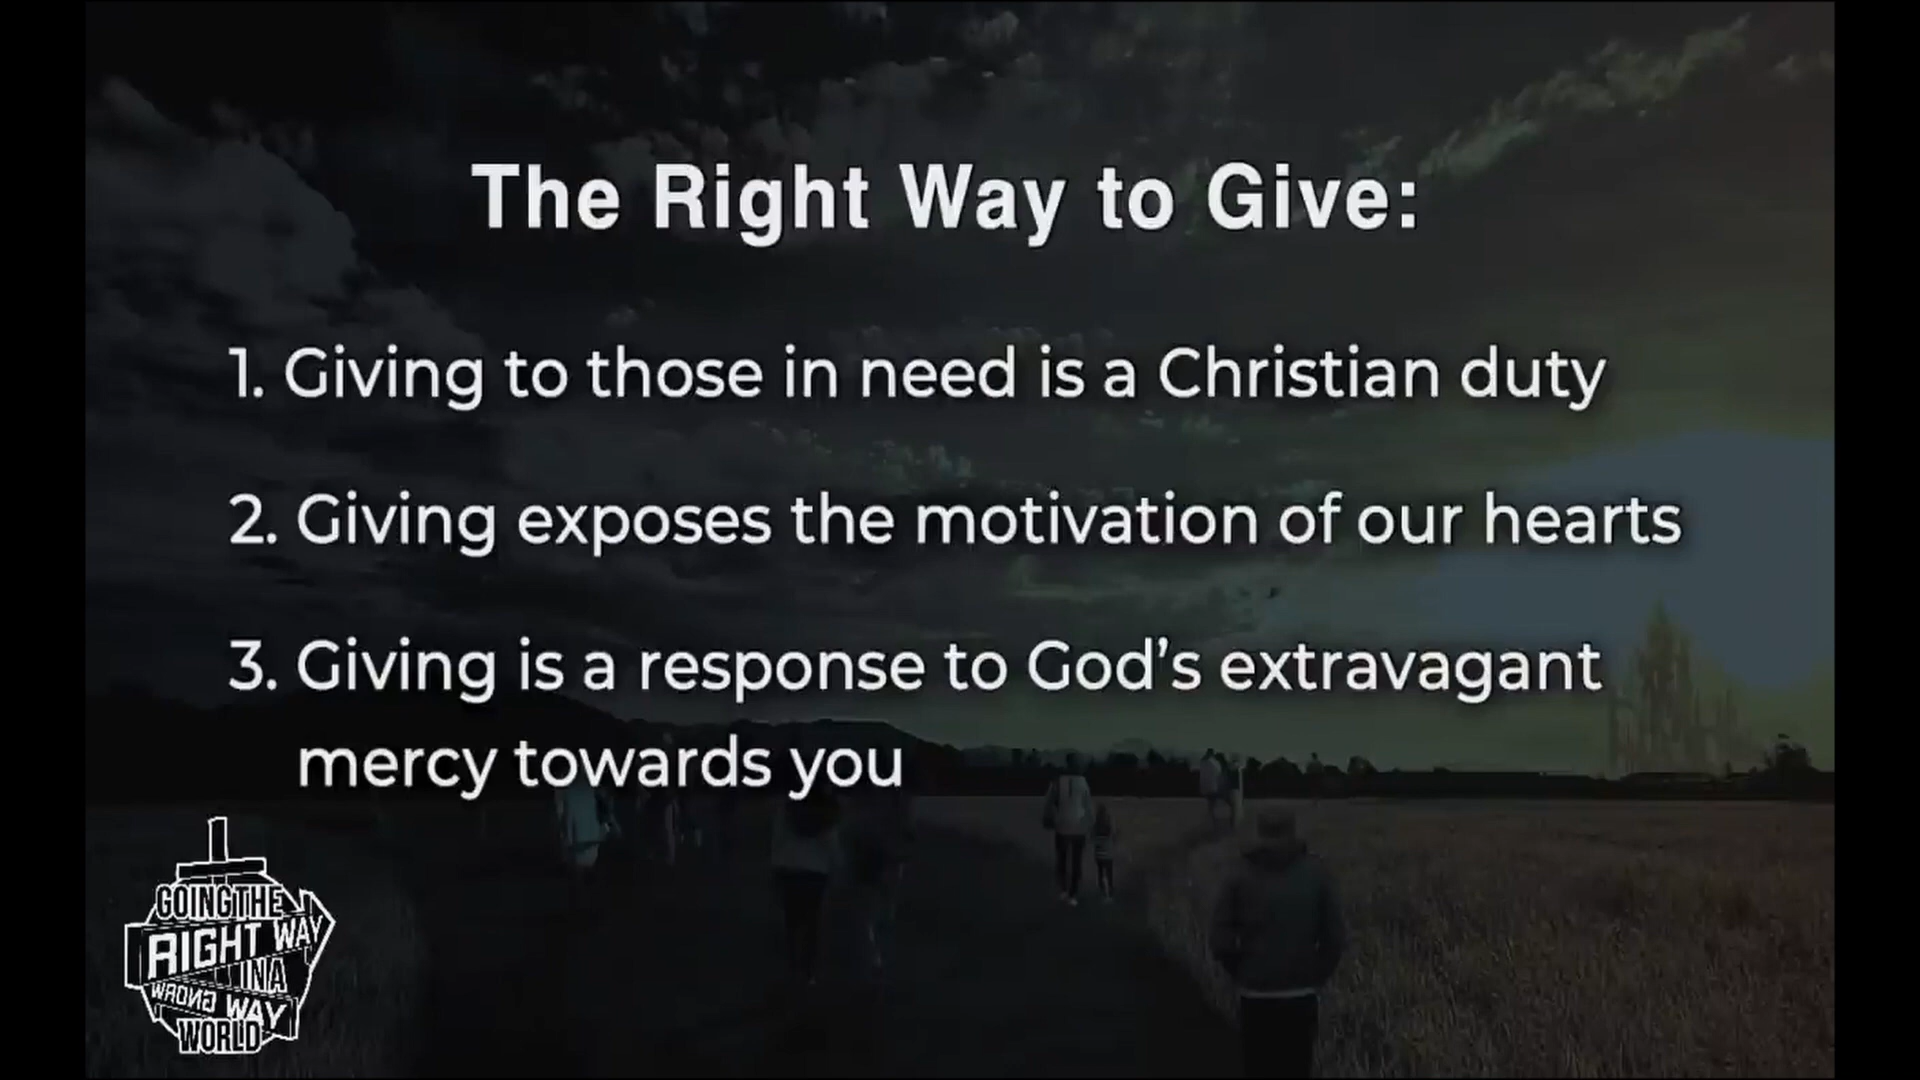 The Right Way to Give:
1. Giving to those in need is a Christian duty
2. Giving exposes the motivation of our hearts
3. Giving is a response to God's extravagant
mercy towards you
GOING THE
RIGHT WAY
IN A
WRONG WAY
WORLD